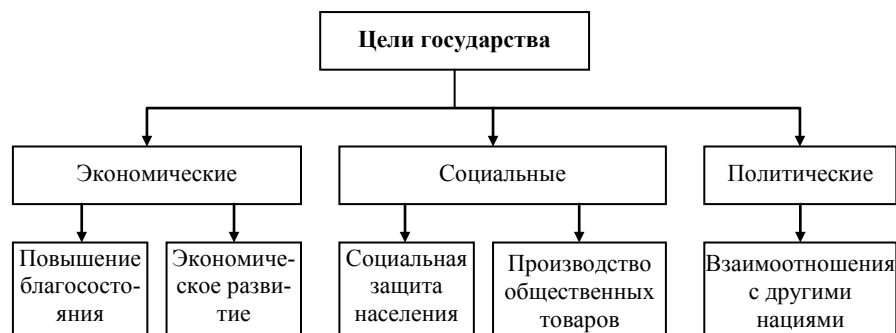 Цели государства
Экономические
Социальные
Политические
Повышение
благососто-
яния
Экономиче-
ское разви-
тие
Социальная
защита
населения
Производство
общественных
товаров
Взаимоотношения
с другими
нациями